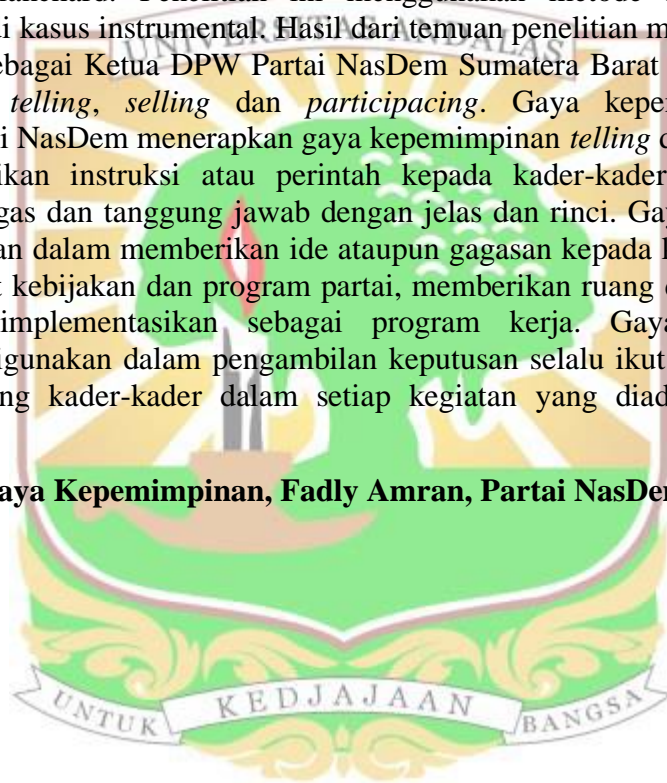 Penelitian ini menggunakan metode
i kasus instrumental. Hasil dari temuan penelitian m
ebagai Ketua DPW Partai NasDem Sumatera Barat
telling, selling dan participacing. Gaya kepem
i NasDem menerapkan gaya kepemimpinan telling d
ikan instruksi atau perintah kepada kader-kader
gas dan tanggung jawab dengan jelas dan rinci. Gay
an dalam memberikan ide ataupun gagasan kepada
t kebijakan dan program partai, memberikan ruang
implementasikan sebagai program kerja. Gaya
igunakan dalam pengambilan keputusan selalu ikut
ng kader-kader dalam setiap kegiatan yang diad
aya Kepemimpinan, Fadly Amran, Partai NasDem
UNIVERSITAS ANDALAS
UNTUK KEDJAJAAN BANGSA